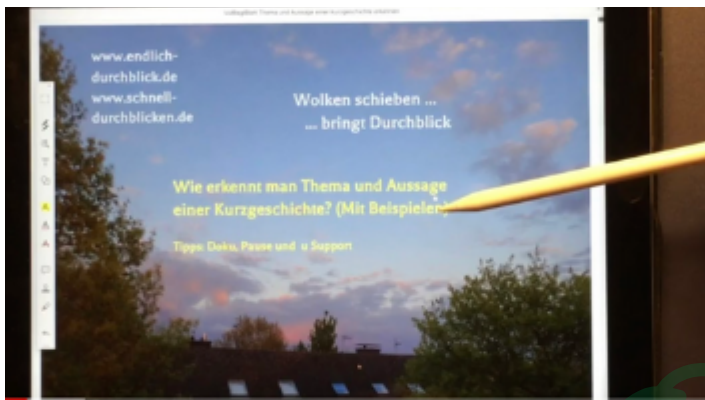 www.endlich-
durchblick.de
www.schnell-
durchblicken.de
Wolken schieben ...
... bringt Durchblick
Wie erkennt man Thema und Aussage
einer Kurzgeschichte? (Mit Beispielen)
Tipps: Doku, Pause und u Support